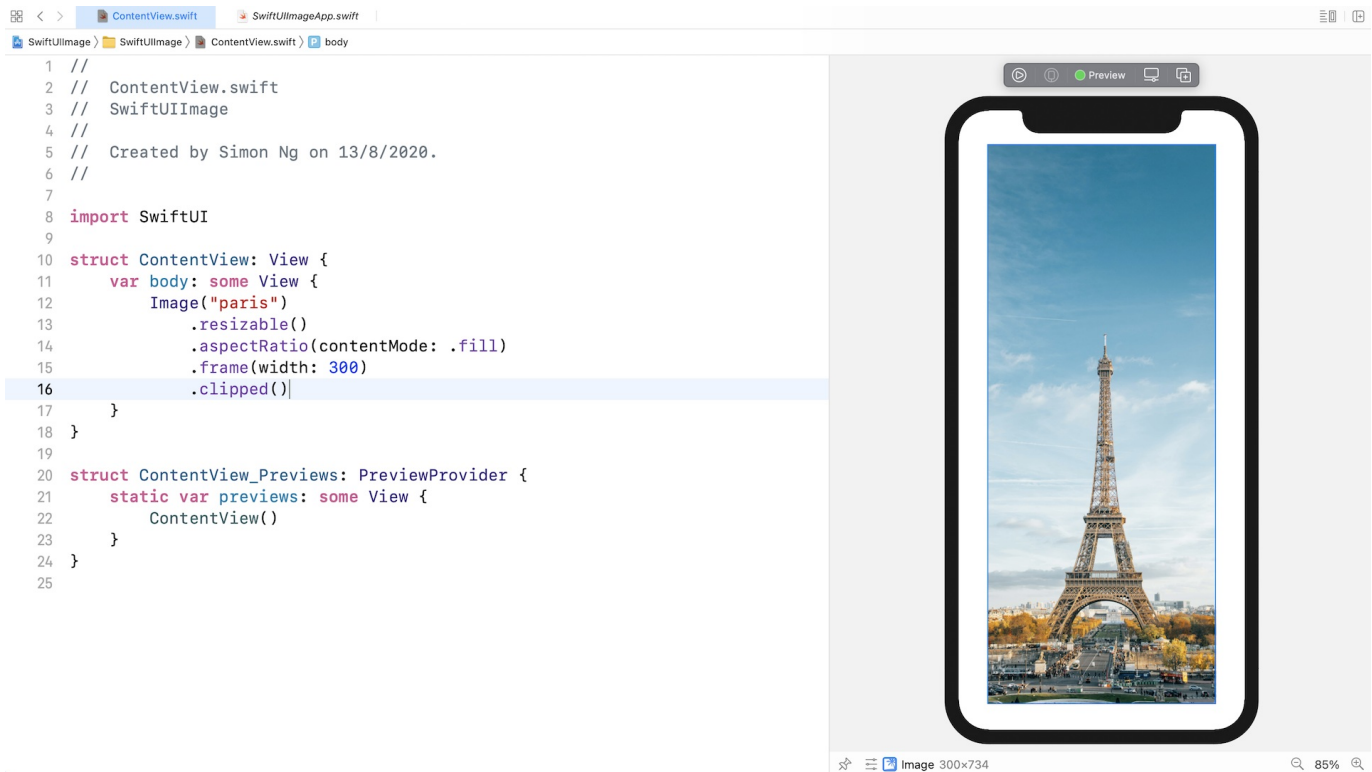 ContentView.swift
SwiftUIImageApp.swift
SwiftUIImage 〉 SwiftUIImage 〉 ContentView.swift 〉 P body
1 //
2 //  ContentView.swift
3 //  SwiftUIImage
4 //
5 //  Created by Simon Ng on 13/8/2020.
6 //
7
8 import SwiftUI
9
10 struct ContentView: View {
11     var body: some View {
12         Image("paris")
13             .resizable()
14             .aspectRatio(contentMode: .fill)
15             .frame(width: 300)
16             .clipped()
17     }
18 }
19
20 struct ContentView_Previews: PreviewProvider {
21     static var previews: some View {
22         ContentView()
23     }
24 }
25
Preview
Image 300×734
85%